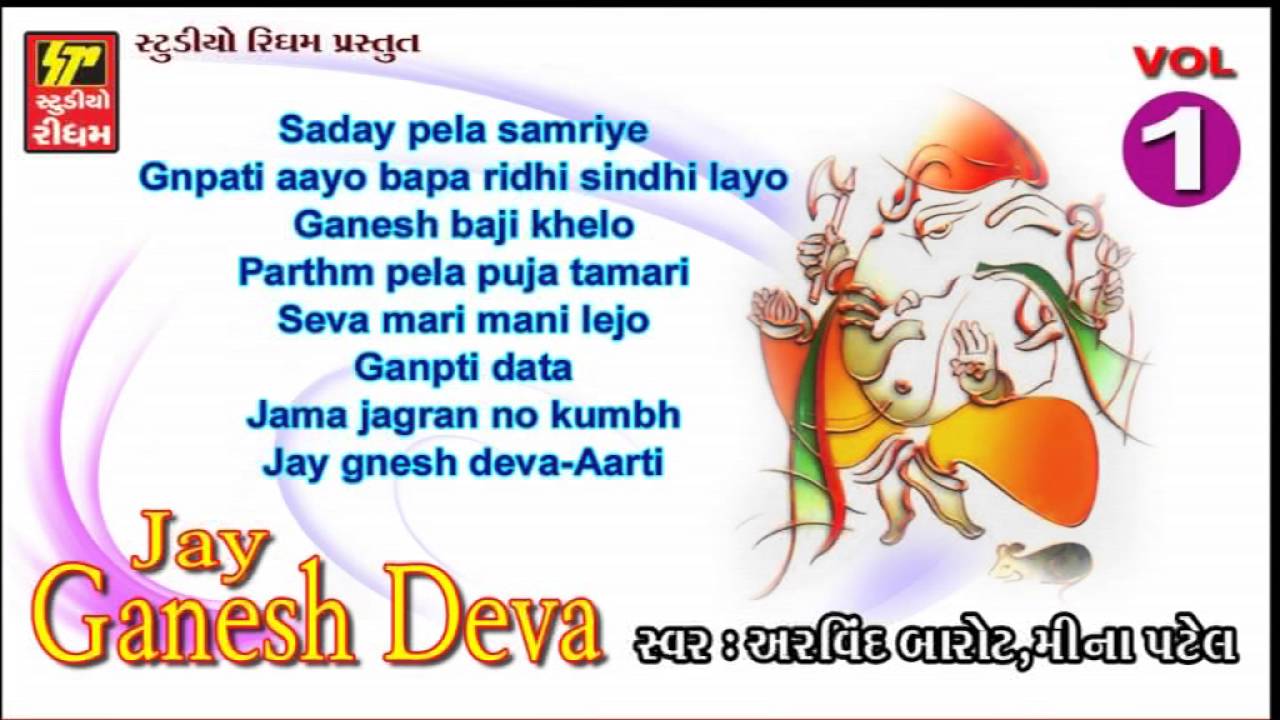 સ્ટુડીયો રિધમ પ્રસ્તુત
સ્ટુડીયો
રીધમ
VOL
1
Saday pela samriye
Gnpati aayo bapa ridhi sindhi layo
Ganesh baji khelo
Parthm pela puja tamari
Seva mari mani lejo
Ganpti data
Jama jagran no kumbh
Jay gnesh deva-Aarti
Jay
Ganesh Deva
સ્વર : અરવિંદ બારોટ,મીના પટેલ